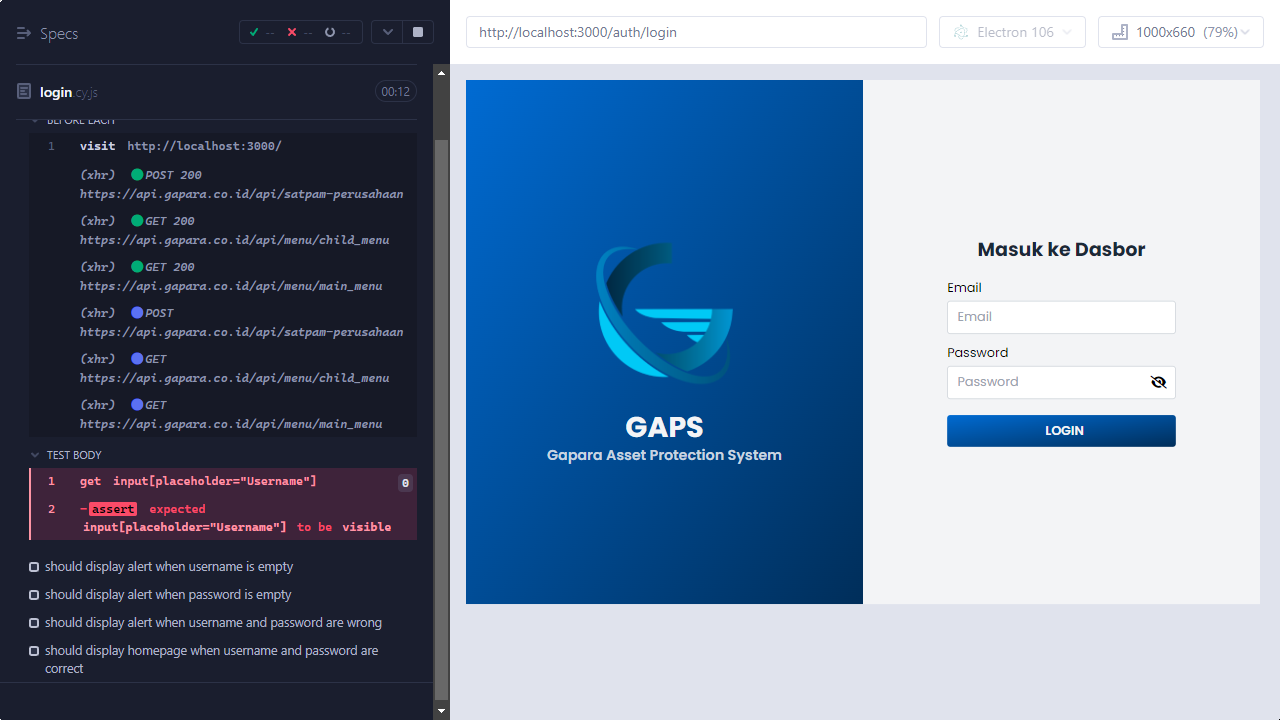 Specs
--
--
--
http://localhost:3000/auth/login
Electron 106
1000x660 (79%)
login.cy.js
00:12
BEFORE EACH
1 visit http://localhost:3000/
(xhr) POST 200
https://api.gapara.co.id/api/satpam-perusahaan
(xhr) GET 200
https://api.gapara.co.id/api/menu/child_menu
(xhr) GET 200
https://api.gapara.co.id/api/menu/main_menu
(xhr) POST
https://api.gapara.co.id/api/satpam-perusahaan
(xhr) GET
https://api.gapara.co.id/api/menu/child_menu
(xhr) GET
https://api.gapara.co.id/api/menu/main_menu
TEST BODY
1 get input[placeholder="Username"] 0
2 -assert expected
input[placeholder="Username"] to be visible
should display alert when username is empty
should display alert when password is empty
should display alert when username and password are wrong
should display homepage when username and password are
correct
GAPS
Gapara Asset Protection System
Masuk ke Dasbor
Email
Email
Password
Password
LOGIN